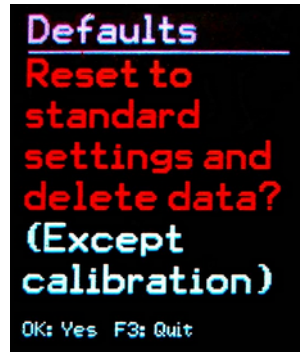 Defaults
Reset to
standard
settings and
delete data?
(Except
calibration)
OK: Yes F3: Quit